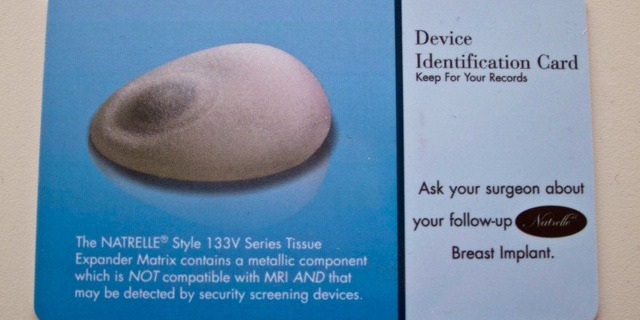 Device
Identification Card
Keep For Your Records
Ask your surgeon about
your follow-up Natrelle
Breast Implant.
The NATRELLE® Style 133V Series Tissue
Expander Matrix contains a metallic component
which is NOT compatible with MRI AND that
may be detected by security screening devices.